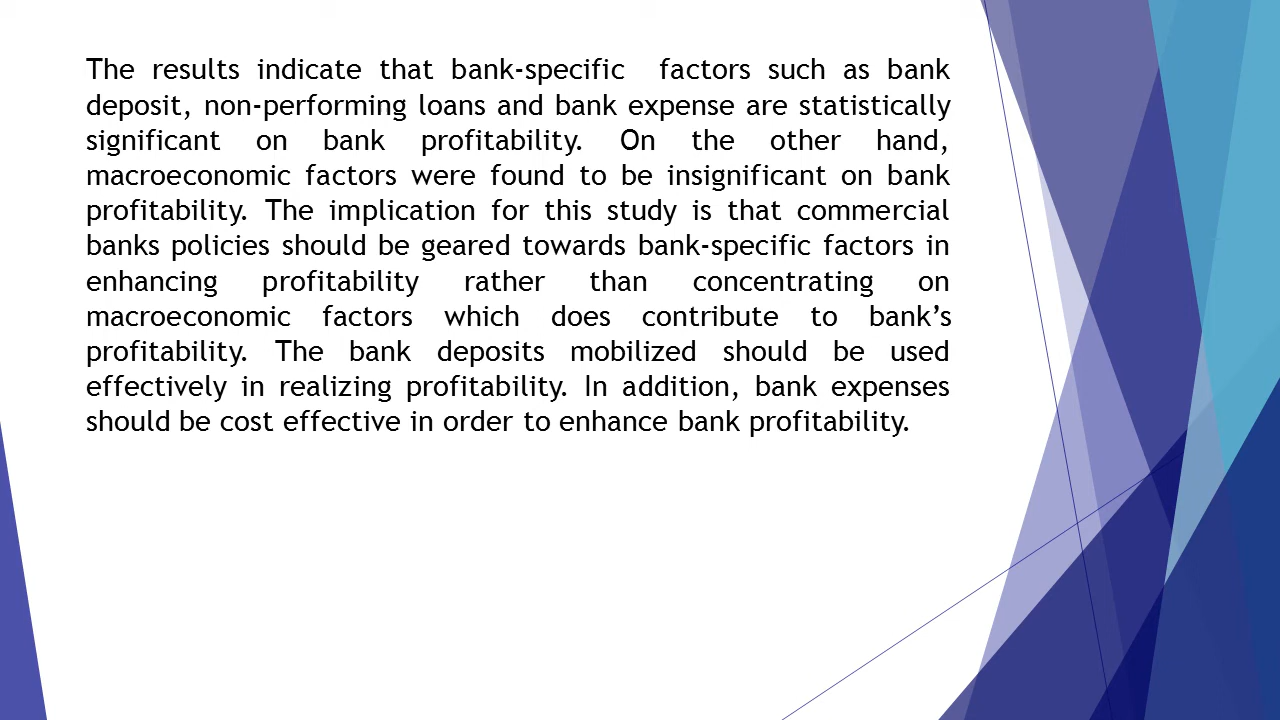 The results indicate that bank-specific factors such as bank
deposit, non-performing loans and bank expense are statistically
significant on bank profitability. On the other hand,
macroeconomic factors were found to be insignificant on bank
profitability. The implication for this study is that commercial
banks policies should be geared towards bank-specific factors in
enhancing profitability rather than concentrating on
macroeconomic factors which does contribute to bank’s
profitability. The bank deposits mobilized should be used
effectively in realizing profitability. In addition, bank expenses
should be cost effective in order to enhance bank profitability.